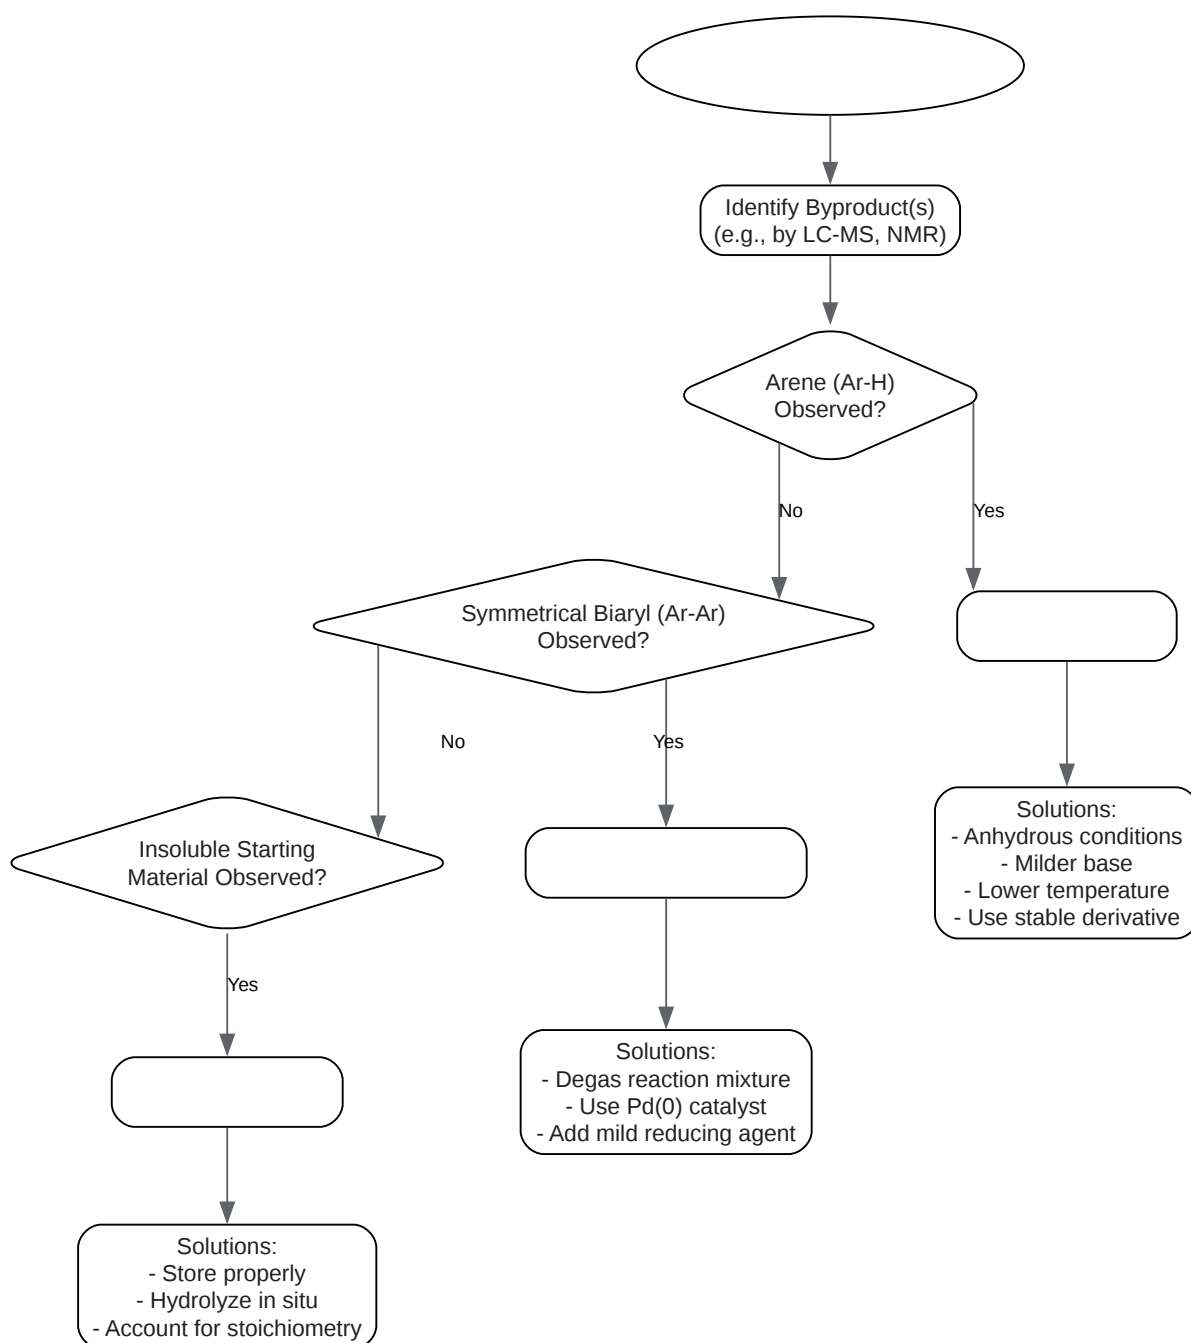 Identify Byproduct(s)
(e.g., by LC-MS, NMR)
Arene (Ar-H)
Observed?
No
Yes
Symmetrical Biaryl (Ar-Ar)
Observed?
No
Yes
Solutions:
- Anhydrous conditions
- Milder base
- Lower temperature
- Use stable derivative
Insoluble Starting
Material Observed?
Yes
Solutions:
- Degas reaction mixture
- Use Pd(0) catalyst
- Add mild reducing agent
Solutions:
- Store properly
- Hydrolyze in situ
- Account for stoichiometry